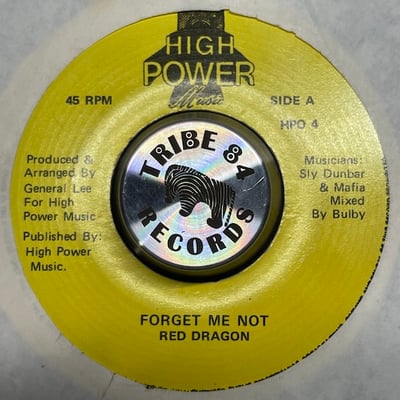 HIGH
POWER
Music
45 RPM
SIDE A
HPO 4
Produced &
Arranged By
General Lee
For High
Power Music
Published By:
High Power
Music.
TRIBE 84
RECORDS
Musicians:
Sly Dunbar
& Mafia
Mixed
By Bulby
FORGET ME NOT
RED DRAGON